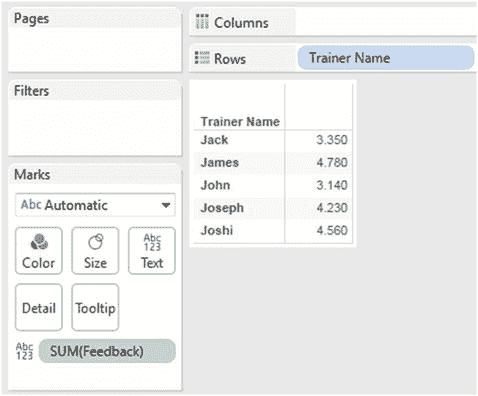 Pages
Columns
Rows Trainer Name
Filters
Trainer Name
Jack 3.350
James 4.780
John 3.140
Joseph 4.230
Joshi 4.560
Marks
Abc Automatic
Abc
123
Color Size Text
Detail Tooltip
Abc
123
SUM(Feedback)